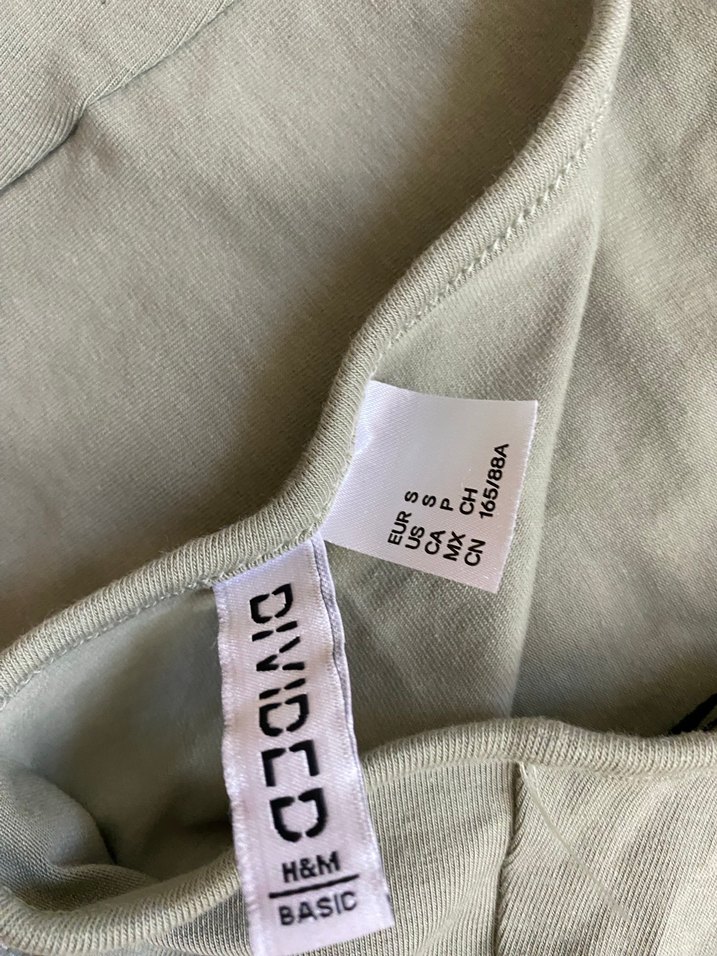 EUR S
US S
CA P
MX CH
CN 165/88A
DIVIDED
H&M
BASIC